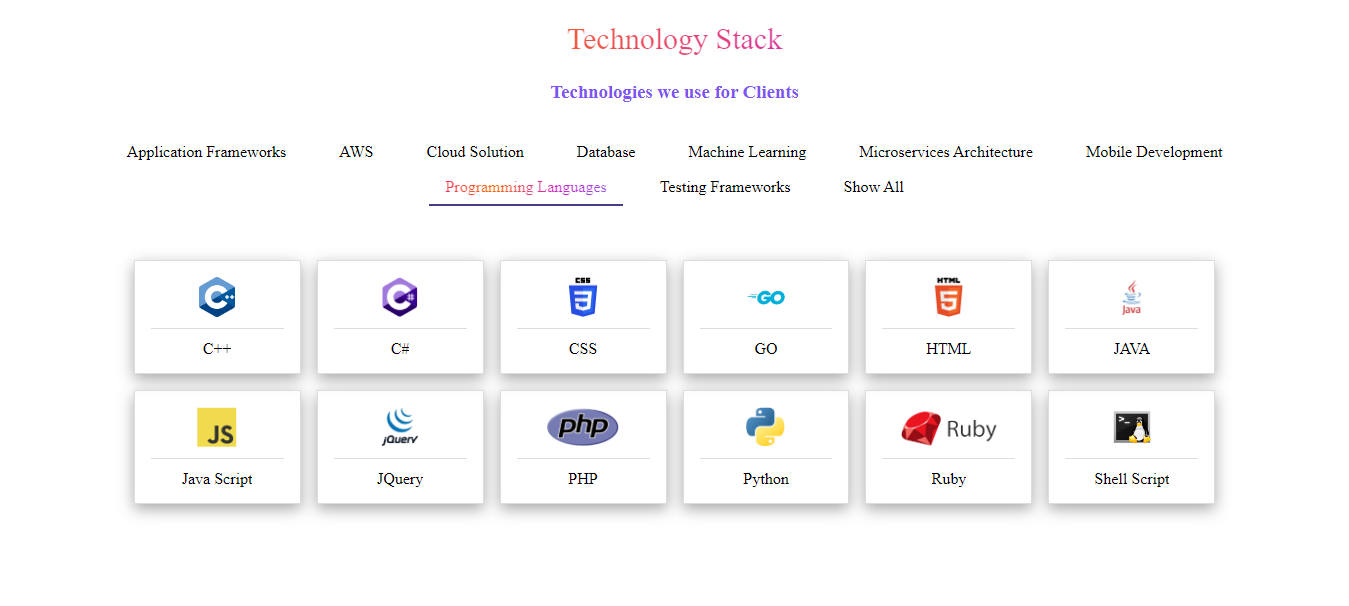 Technology Stack
Technologies we use for Clients
Application Frameworks AWS Cloud Solution Database Machine Learning Microservices Architecture Mobile Development
Programming Languages Testing Frameworks Show All
C++ C# CSS GO HTML 5 Java
C++ C# CSS GO HTML JAVA
JS jQuery php Ruby >_
Java Script JQuery PHP Python Ruby Shell Script